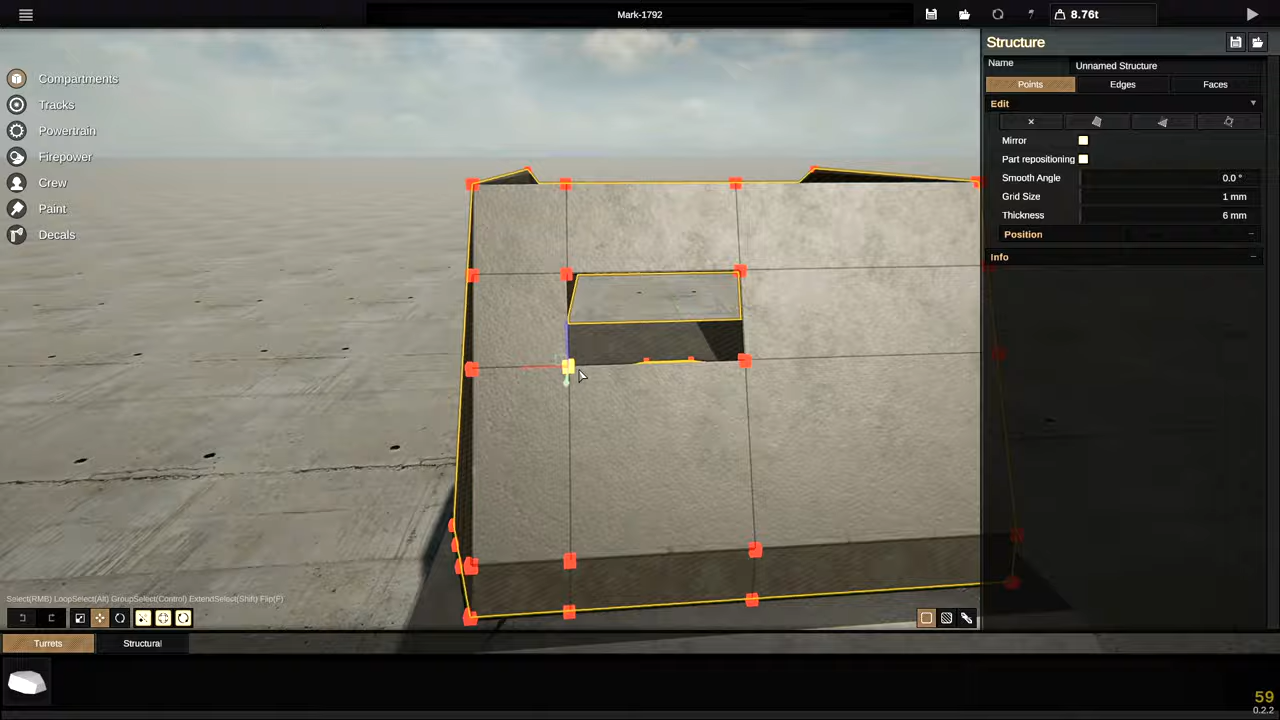 Mark-1792
8.76t
Compartments
Tracks
Powertrain
Firepower
Crew
Paint
Decals
Structure
Name Unnamed Structure
Points Edges Faces
Edit
Mirror
Part repositioning
Smooth Angle 0.0 °
Grid Size 1 mm
Thickness 6 mm
Position
Info
Select(RMB) LoopSelect(Alt) GroupSelect(Control) ExtendSelect(Shift) Flip(F)
Turrets Structural
59
0.2.2